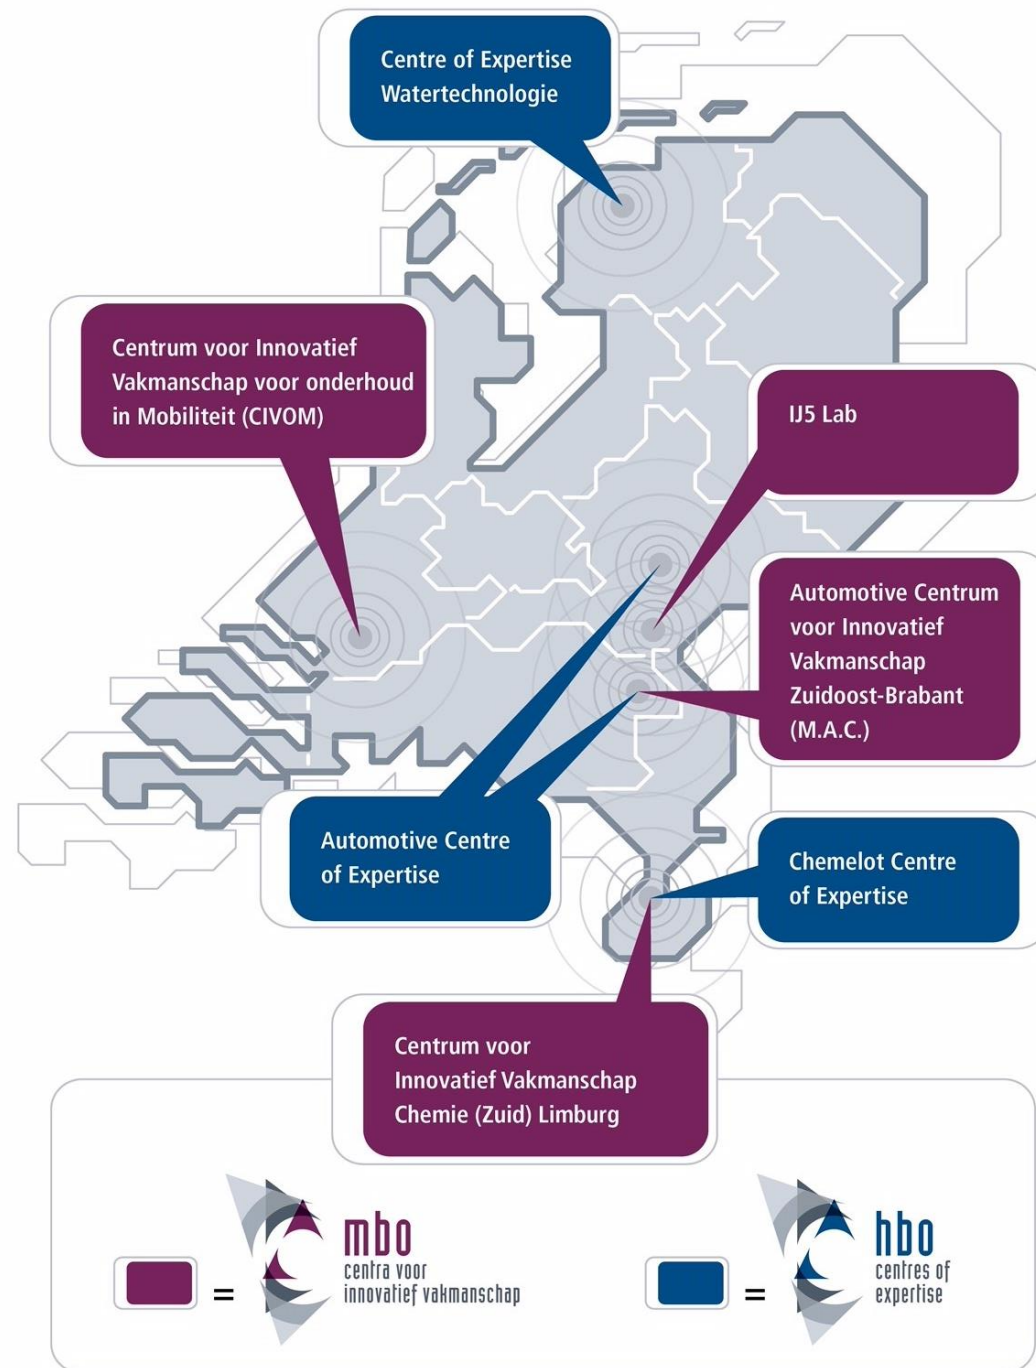 Centre of Expertise
Watertechnologie
Centrum voor Innovatief
Vakmanschap voor onderhoud
in Mobiliteit (CIVOM)
IJ5 Lab
Automotive Centrum
voor Innovatief
Vakmanschap
Zuidoost-Brabant
(M.A.C.)
Automotive Centre
of Expertise
Chemelot Centre
of Expertise
Centrum voor
Innovatief Vakmanschap
Chemie (Zuid) Limburg
=
mbo
centra voor
innovatief vakmanschap
=
hbo
centres of
expertise